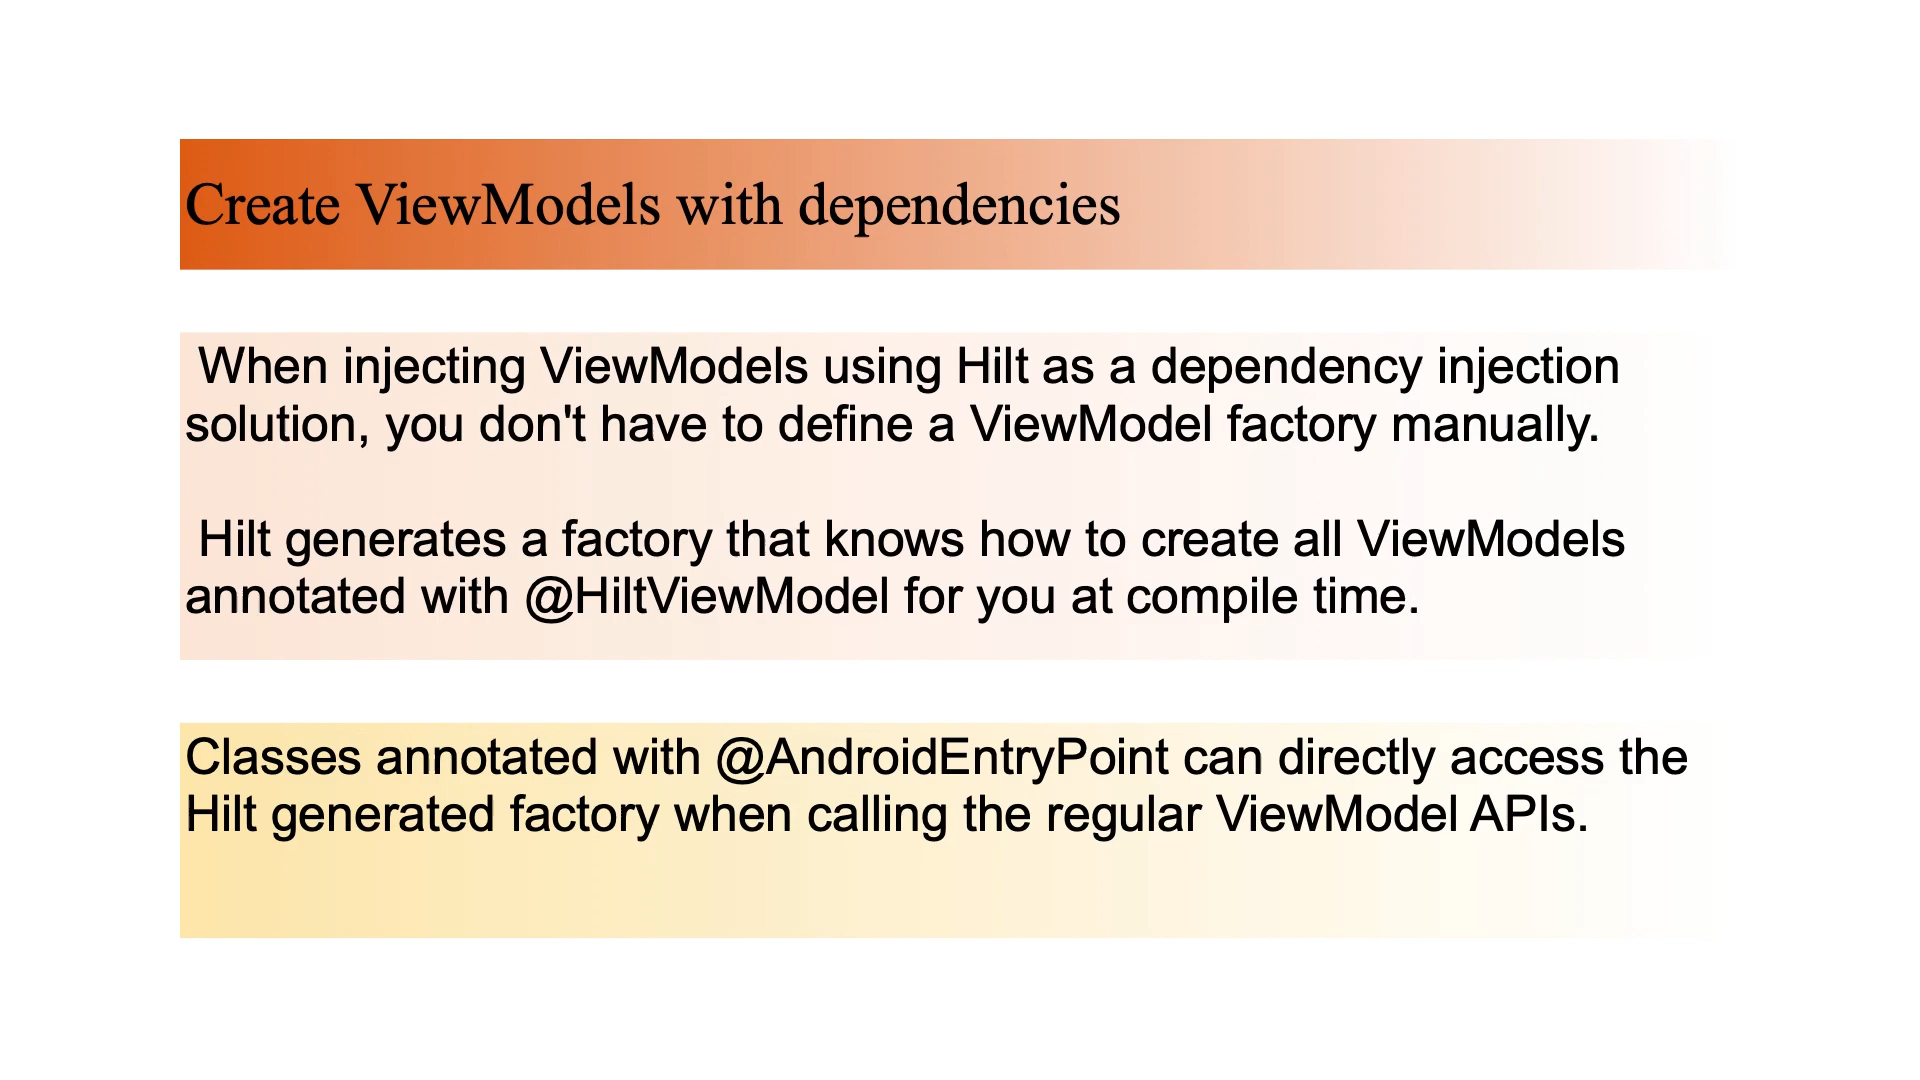 Create ViewModels with dependencies
When injecting ViewModels using Hilt as a dependency injection
solution, you don't have to define a ViewModel factory manually.
Hilt generates a factory that knows how to create all ViewModels
annotated with @HiltViewModel for you at compile time.
Classes annotated with @AndroidEntryPoint can directly access the
Hilt generated factory when calling the regular ViewModel APIs.